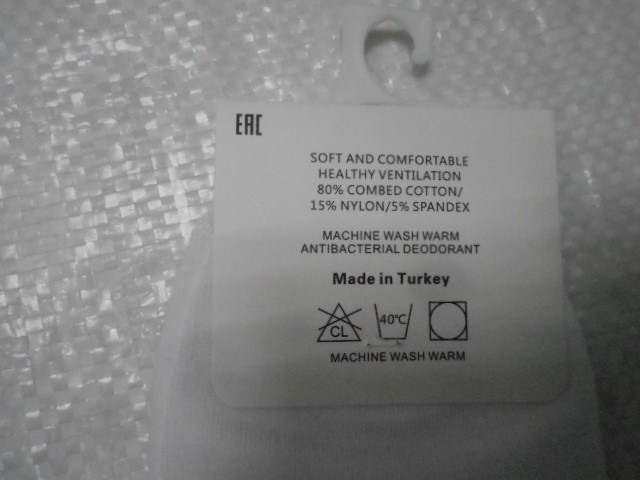 EAC
SOFT AND COMFORTABLE
HEALTHY VENTILATION
80% COMBED COTTON/
15% NYLON/5% SPANDEX
MACHINE WASH WARM
ANTIBACTERIAL DEODORANT
Made in Turkey
CL 40℃
MACHINE WASH WARM